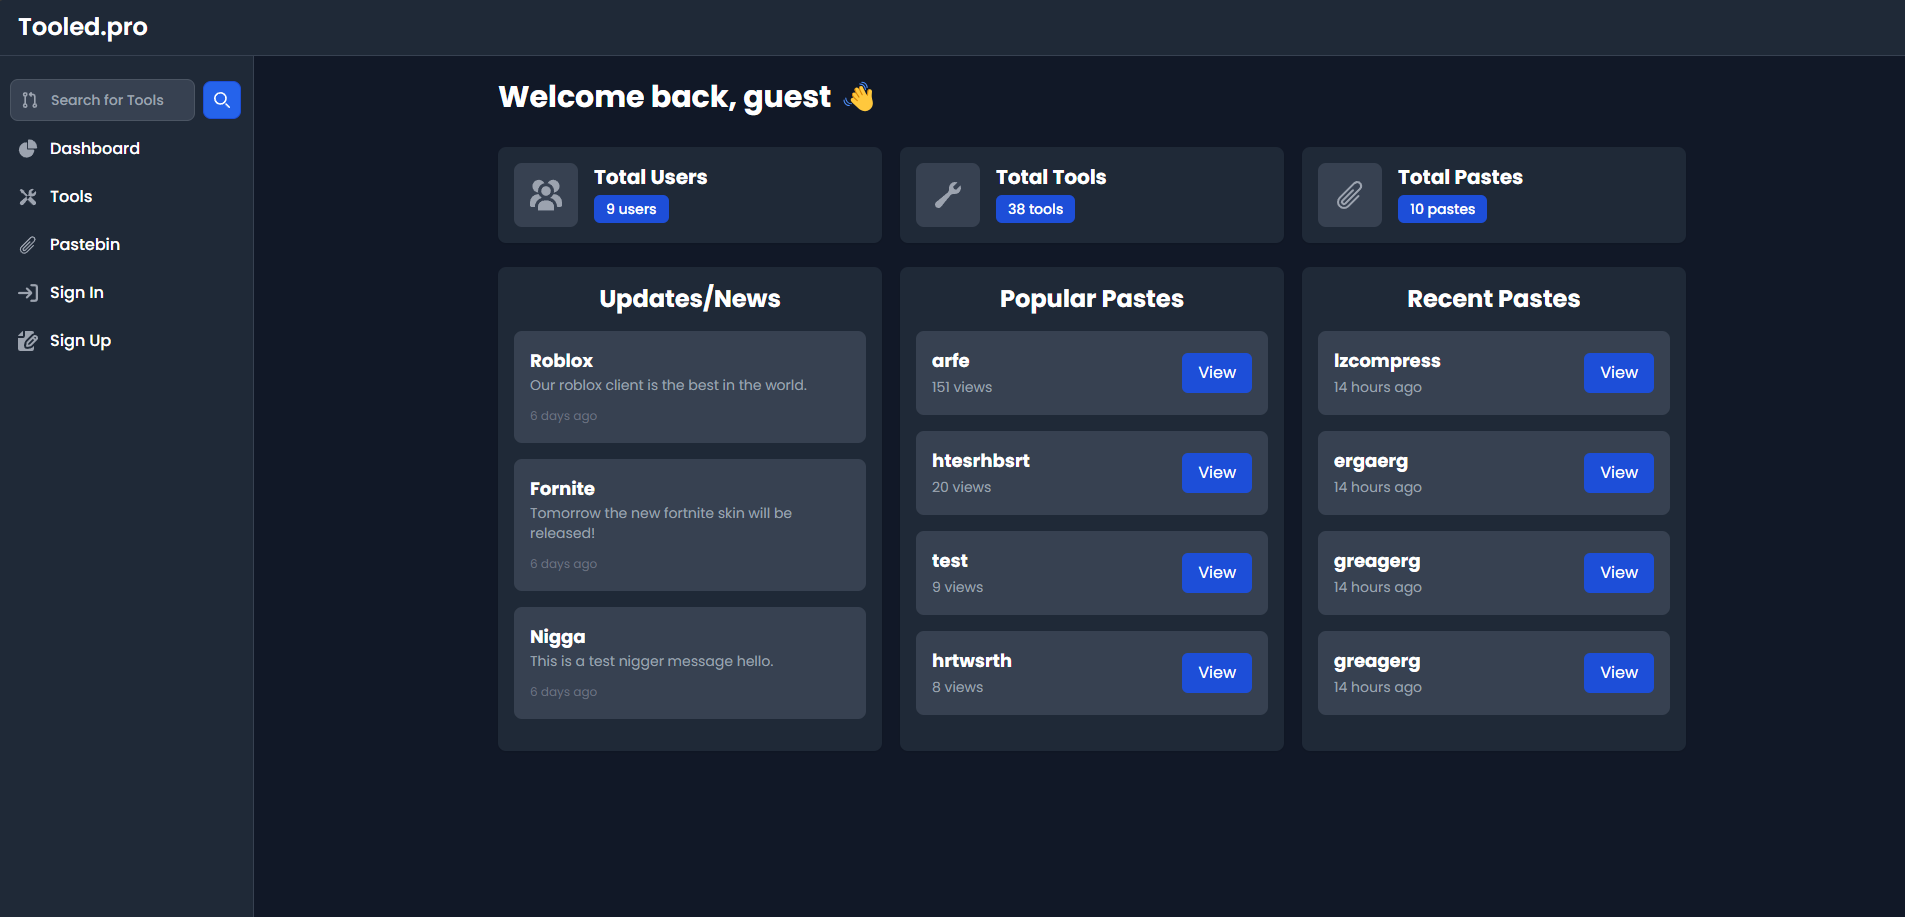 Tooled.pro
Search for Tools
Dashboard
Tools
Pastebin
Sign In
Sign Up
Welcome back, guest 👋
Total Users
9 users
Total Tools
38 tools
Total Pastes
10 pastes
Updates/News
Roblox
Our roblox client is the best in the world.
6 days ago
Fornite
Tomorrow the new fortnite skin will be
released!
6 days ago
Nigga
This is a test nigger message hello.
6 days ago
Popular Pastes
arfe
151 views
View
htesrhbsrt
20 views
View
test
9 views
View
hrtwsrth
8 views
View
Recent Pastes
lzcompress
14 hours ago
View
ergaerg
14 hours ago
View
greagerg
14 hours ago
View
greagerg
14 hours ago
View